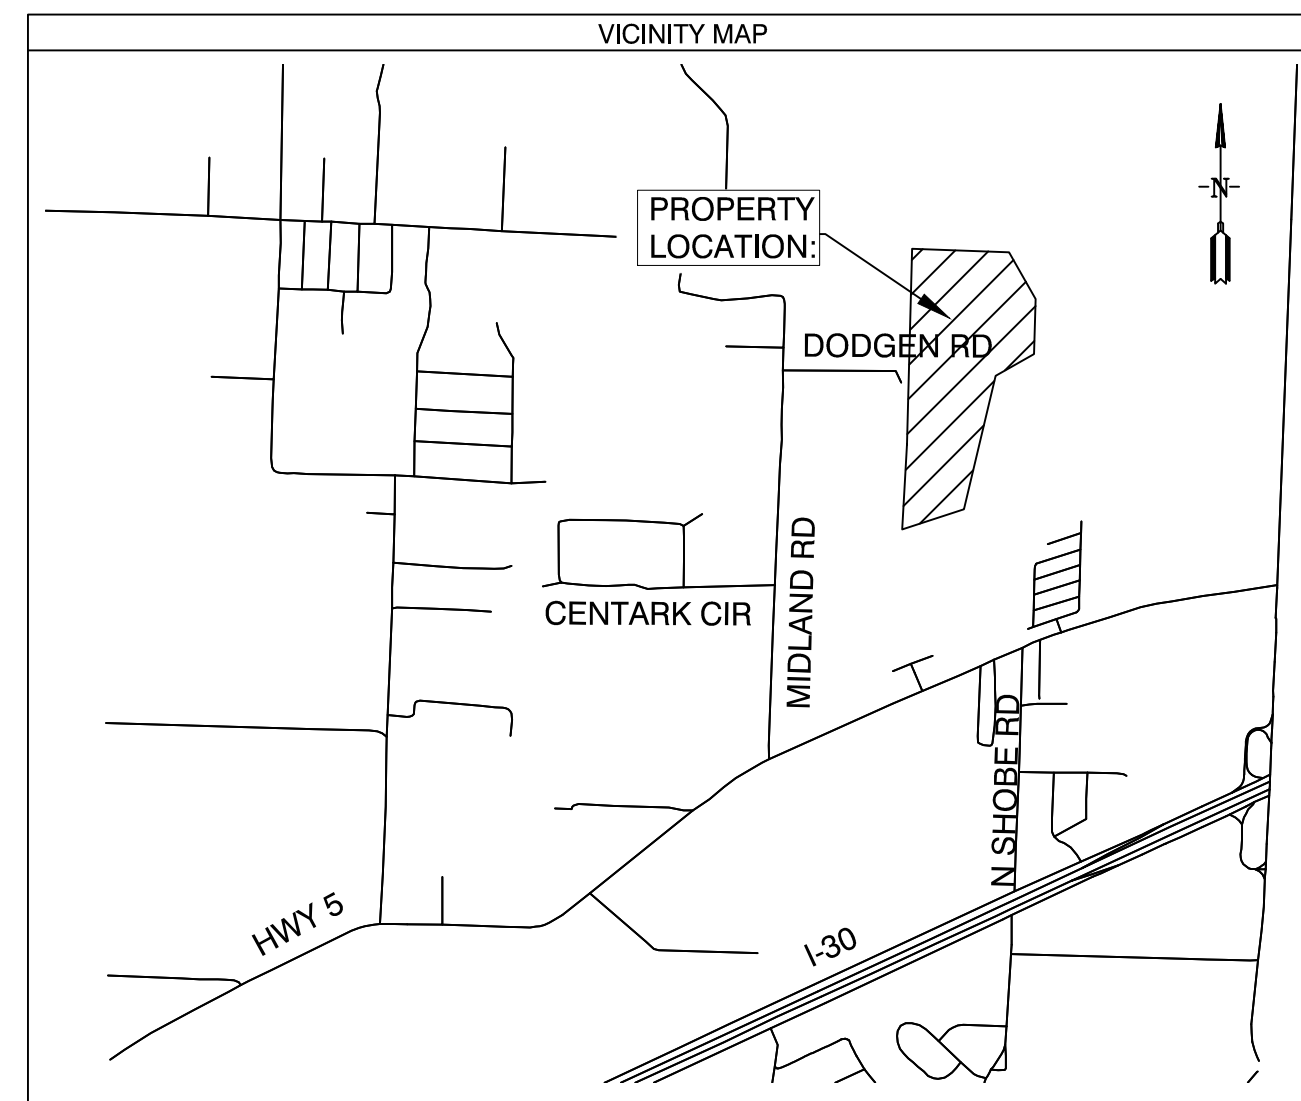 VICINITY MAP
PROPERTY
LOCATION:
-N-
DODGEN RD
MIDLAND RD
CENTARK CIR
N SHOBE RD
HWY 5
I-30